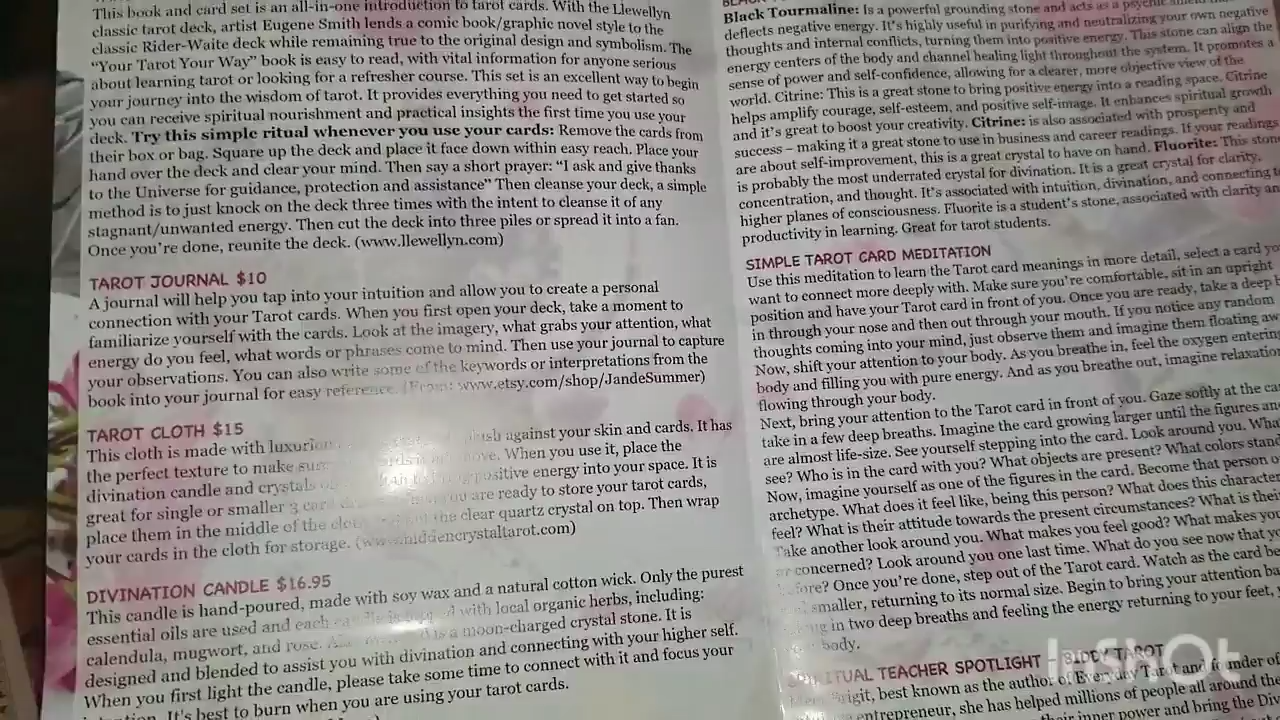 This book and card set is an all-in-one introduction to tarot cards. With the Llewellyn
classic tarot deck, artist Eugene Smith lends a comic book/graphic novel style to the
classic Rider-Waite deck while remaining true to the original design and symbolism. The
"Your Tarot Your Way" book is easy to read, with vital information for anyone serious
about learning tarot or looking for a refresher course. This set is an excellent way to begin
your journey into the wisdom of tarot. It provides everything you need to get started so
you can receive spiritual nourishment and practical insights the first time you use your
deck. Try this simple ritual whenever you use your cards: Remove the cards from
their box or bag. Square up the deck and place it face down within easy reach. Place your
hand over the deck and clear your mind. Then say a short prayer: "I ask and give thanks
to the Universe for guidance, protection and assistance" Then cleanse your deck, a simple
method is to just knock on the deck three times with the intent to cleanse it of any
stagnant/unwanted energy. Then cut the deck into three piles or spread it into a fan.
Once you're done, reunite the deck. (www.llewellyn.com)
TAROT JOURNAL $10
A journal will help you tap into your intuition and allow you to create a personal
connection with your Tarot cards. When you first open your deck, take a moment to
familiarize yourself with the cards. Look at the imagery, what grabs your attention, what
energy do you feel, what words or phrases come to mind. Then use your journal to capture
your observations. You can also write some of the keywords or interpretations from the
book into your journal for easy reference. (From: www.etsy.com/shop/JandeSummer)
TAROT CLOTH $15
This cloth is made with against your skin and cards. It has
the perfect texture to make When you use it, place the
divination candle and crystals positive energy into your space. It is
great for single or smaller 3 card you are ready to store your tarot cards,
place them in the middle of the the clear quartz crystal on top. Then wrap
your cards in the cloth for storage. (www.hiddencrystaltarot.com)
DIVINATION CANDLE $16.95
This candle is hand-poured, made with soy wax and a natural cotton wick. Only the purest
essential oils are used and each candle is with local organic herbs, including:
calendula, mugwort, and rose. is a moon-charged crystal stone. It is
designed and blended to assist you with divination and connecting with your higher self.
When you first light the candle, please take some time to connect with it and focus your
It's best to burn when you are using your tarot cards.
Black Tourmaline: Is a powerful grounding stone and acts as a psychic shield
deflects negative energy. It's highly useful in purifying and neutralizing your own negative
thoughts and internal conflicts, turning them into positive energy. This stone can align the
energy centers of the body and channel healing light throughout the system. It promotes a
sense of power and self-confidence, allowing for a clearer, more objective view of the
world. Citrine: This is a great stone to bring positive energy into a reading space. Citrine
helps amplify courage, self-esteem, and positive self-image. It enhances spiritual growth
and it's great to boost your creativity. Citrine: is also associated with prosperity and
success – making it a great stone to use in business and career readings. If your readings
are about self-improvement, this is a great crystal to have on hand. Fluorite: This stone
is probably the most underrated crystal for divination. It is a great crystal for clarity,
concentration, and thought. It's associated with intuition, divination, and connecting to
higher planes of consciousness. Fluorite is a student's stone, associated with clarity an
productivity in learning. Great for tarot students.
SIMPLE TAROT CARD MEDITATION
Use this meditation to learn the Tarot card meanings in more detail, select a card yo
want to connect more deeply with. Make sure you're comfortable, sit in an upright
position and have your Tarot card in front of you. Once you are ready, take a deep b
in through your nose and then out through your mouth. If you notice any random
thoughts coming into your mind, just observe them and imagine them floating aw
Now, shift your attention to your body. As you breathe in, feel the oxygen entering
body and filling you with pure energy. And as you breathe out, imagine relaxation
flowing through your body.
Next, bring your attention to the Tarot card in front of you. Gaze softly at the ca
take in a few deep breaths. Imagine the card growing larger until the figures an
are almost life-size. See yourself stepping into the card. Look around you. Wha
see? Who is in the card with you? What objects are present? What colors stan
Now, imagine yourself as one of the figures in the card. Become that person o
archetype. What does it feel like, being this person? What does this character
feel? What is their attitude towards the present circumstances? What is thei
Take another look around you. What makes you feel good? What makes you
or concerned? Look around you one last time. What do you see now that yo
before? Once you're done, step out of the Tarot card. Watch as the card be
smaller, returning to its normal size. Begin to bring your attention ba
in two deep breaths and feeling the energy returning to your feet, y
body.
SPIRITUAL TEACHER SPOTLIGHT BIDDY TAROT
best known as the author of Everyday Tarot and founder of
entrepreneur, she has helped millions of people all around the
their inner power and bring the Div
InShot